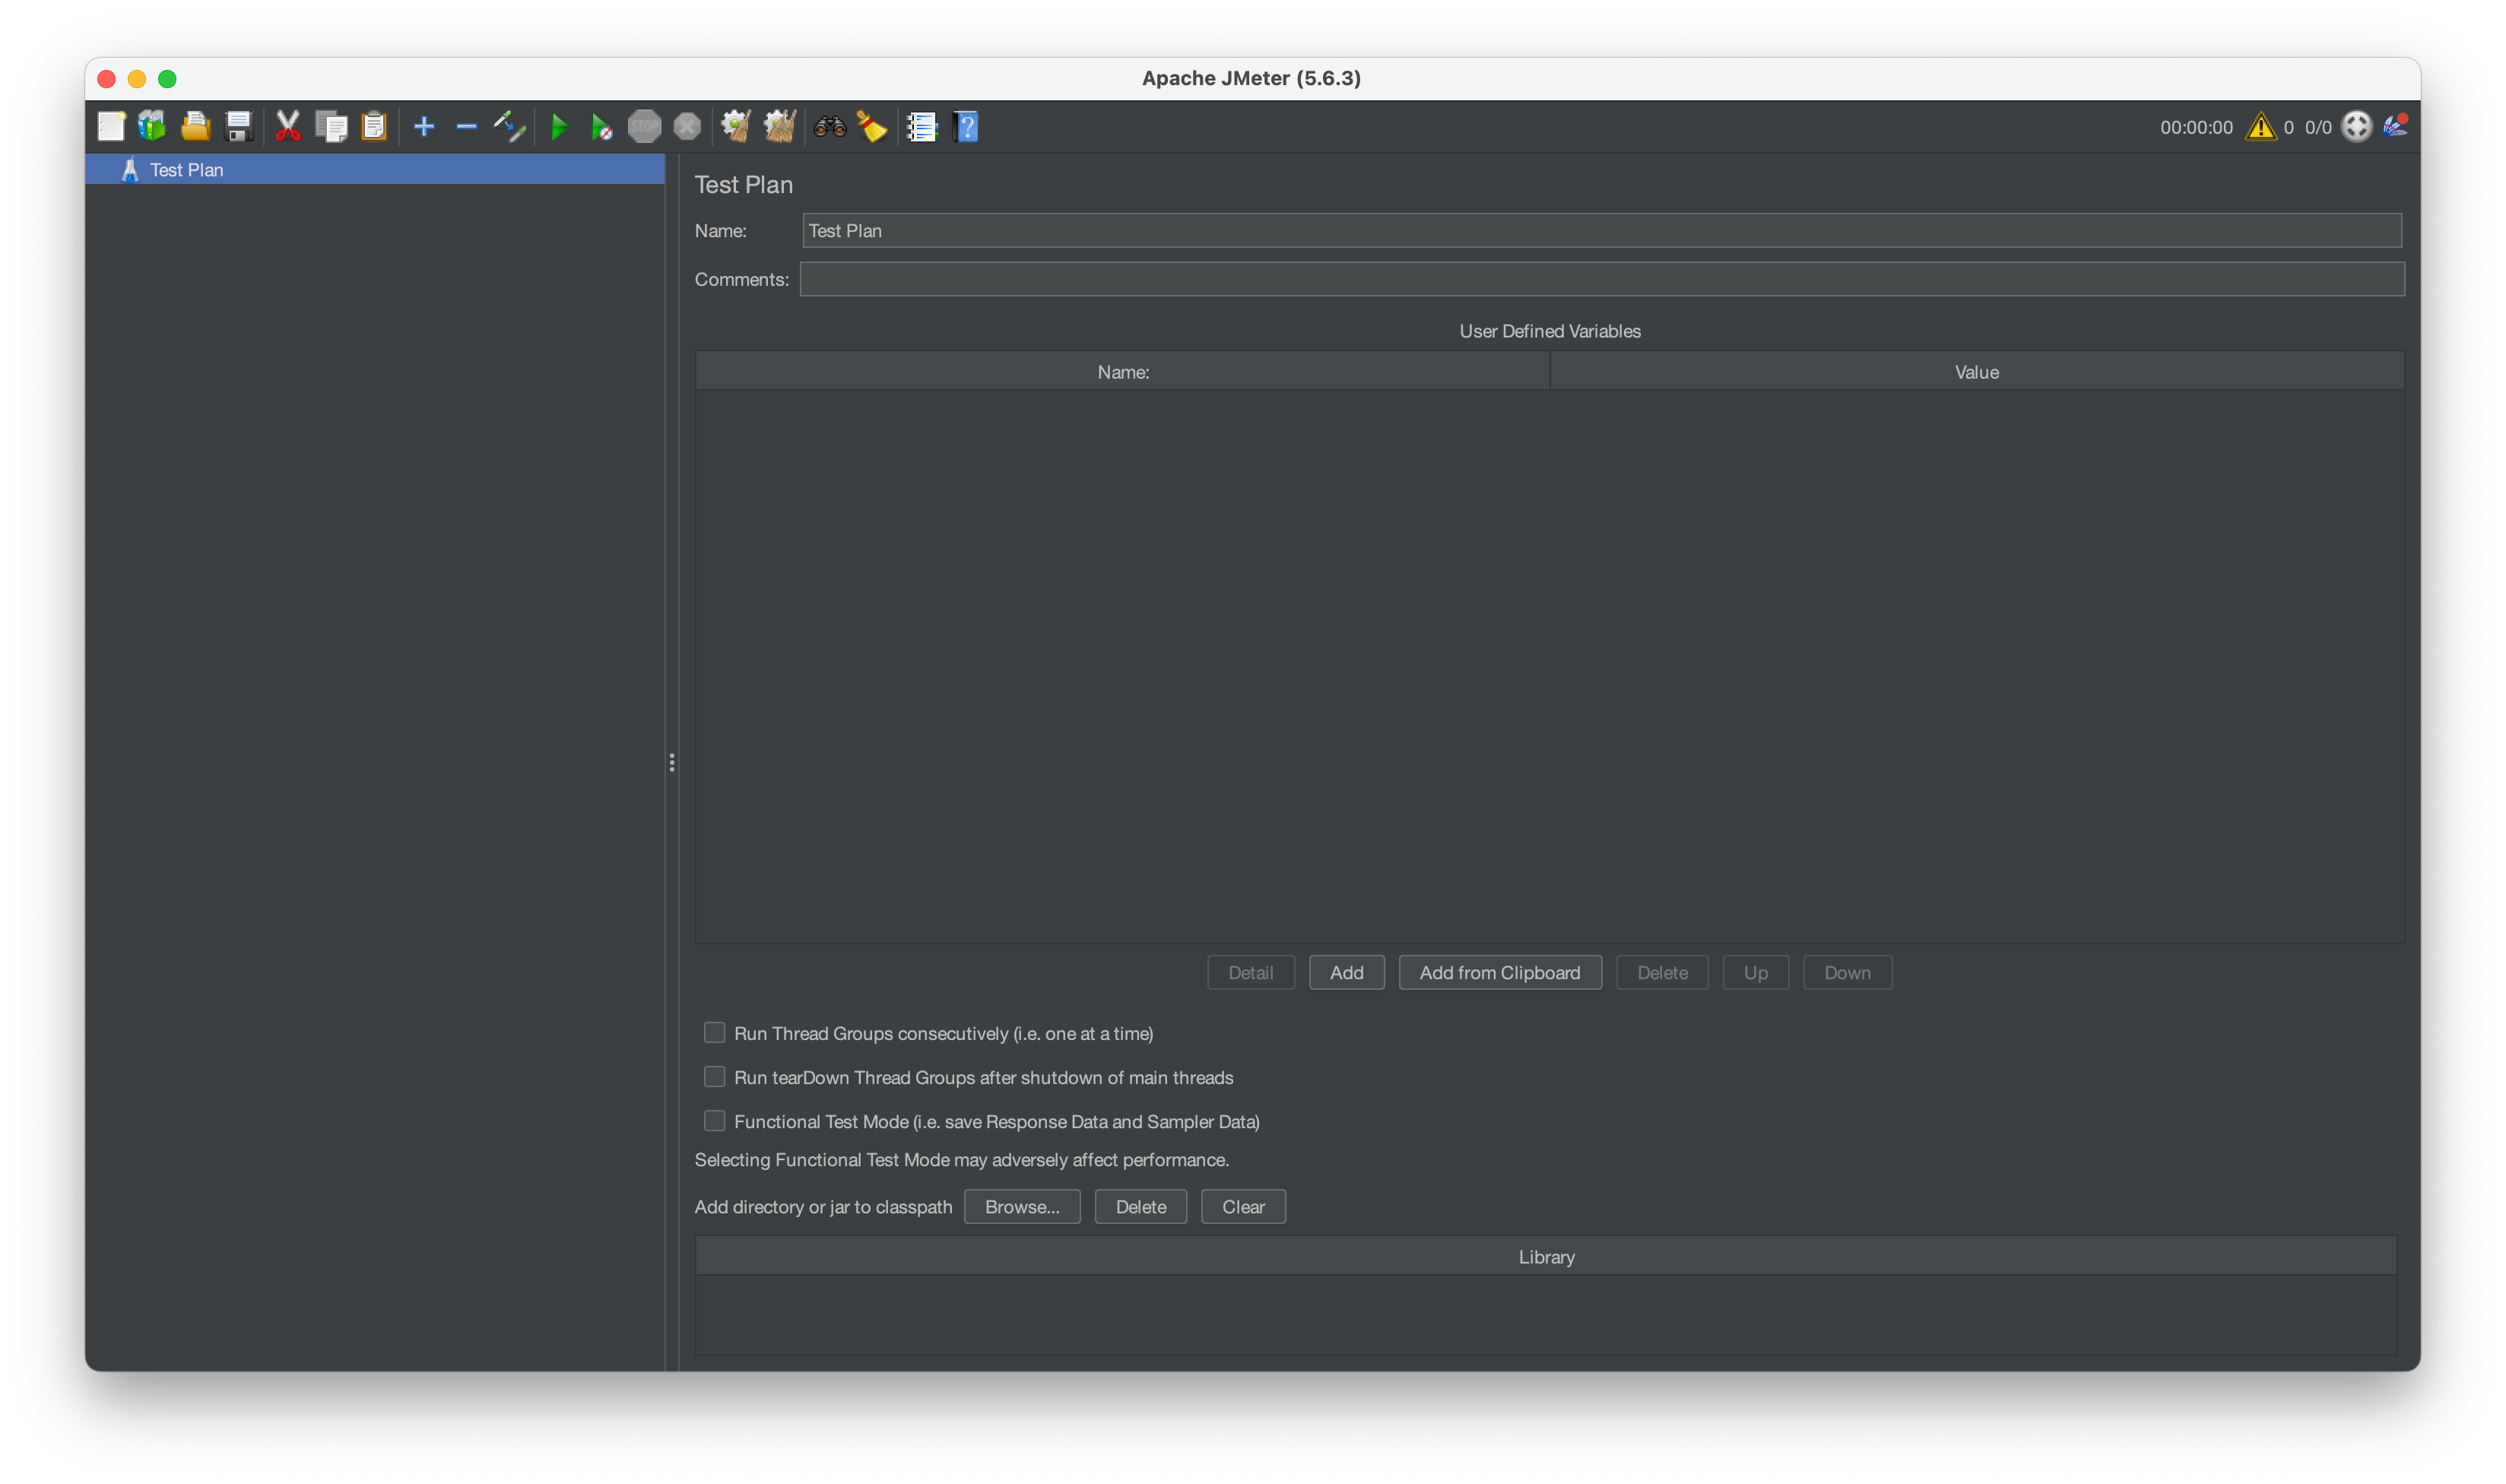 Apache JMeter (5.6.3)
STOP
?
00:00:00
0
0/0
Test Plan
Test Plan
Name:
Test Plan
Comments:
User Defined Variables
Name:
Value
Detail
Add
Add from Clipboard
Delete
Up
Down
Run Thread Groups consecutively (i.e. one at a time)
Run tearDown Thread Groups after shutdown of main threads
Functional Test Mode (i.e. save Response Data and Sampler Data)
Selecting Functional Test Mode may adversely affect performance.
Add directory or jar to classpath
Browse...
Delete
Clear
Library